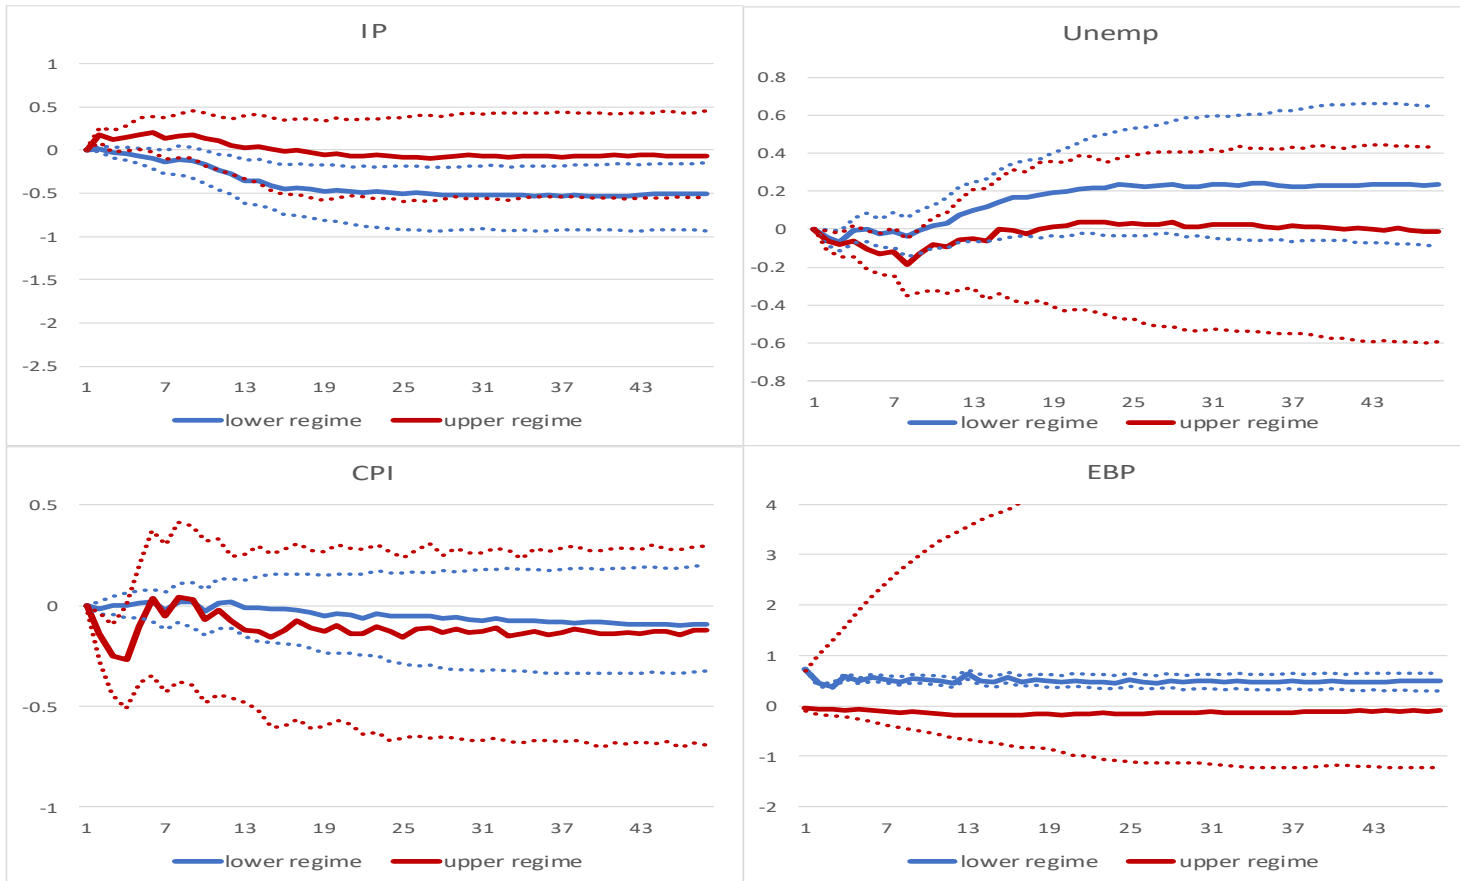 IP
1
0.5
0
-0.5
-1
-1.5
-2
-2.5
1 7 13 19 25 31 37 43
lower regime upper regime
Unemp
0.8
0.6
0.4
0.2
0
-0.2
-0.4
-0.6
-0.8
1 7 13 19 25 31 37 43
lower regime upper regime
CPI
0.5
0
-0.5
-1
1 7 13 19 25 31 37 43
lower regime upper regime
EBP
4
3
2
1
0
-1
-2
1 7 13 19 25 31 37 43
lower regime upper regime